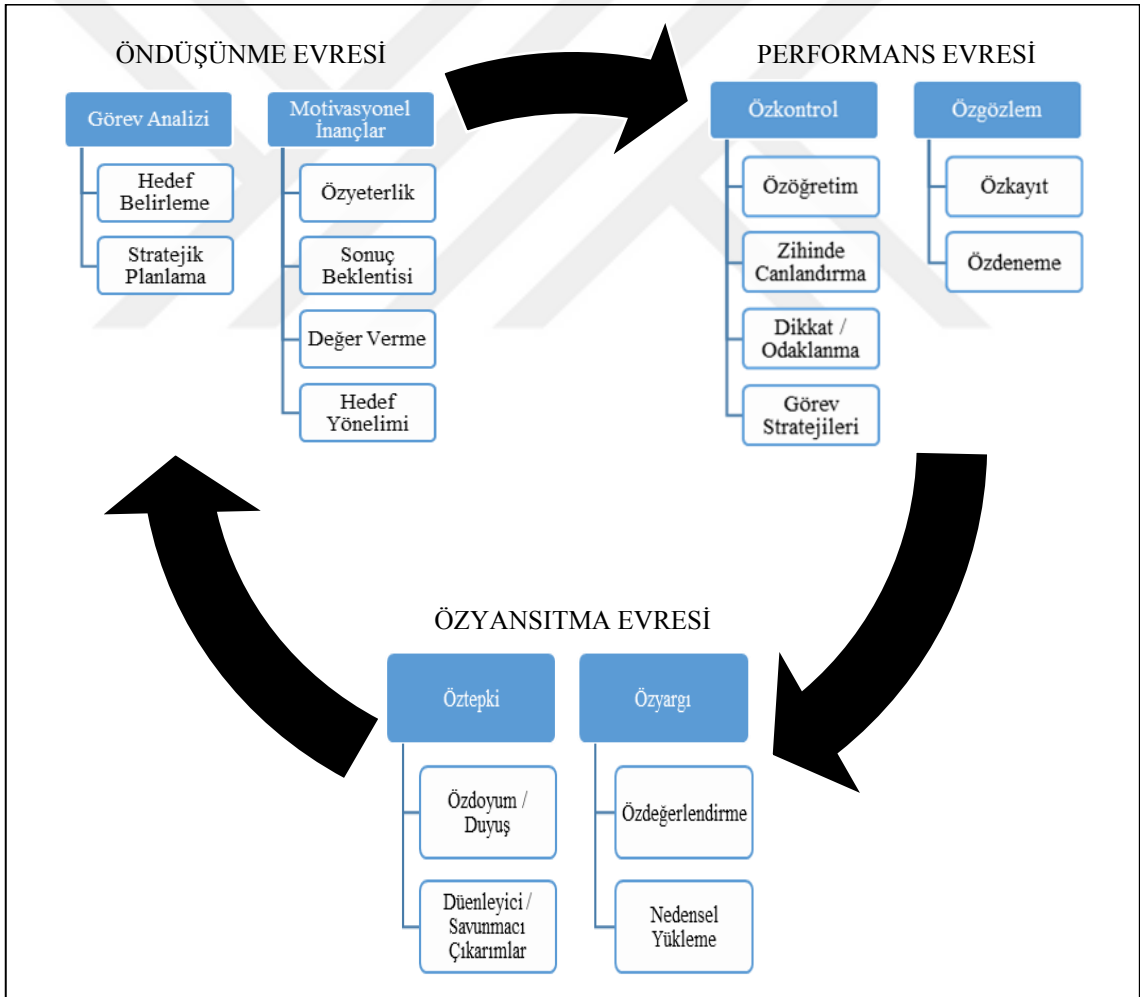 ÖNDÜŞÜNME EVRESİ
Görev Analizi
Hedef
Belirleme
Stratejik
Planlama
Motivasyonel
İnançlar
Özyeterlik
Sonuç
Beklentisi
Değer Verme
Hedef
Yönelimi
PERFORMANS EVRESİ
Özkontrol
Özöğretim
Zihinde
Canlandırma
Dikkat /
Odaklanma
Görev
Stratejileri
Özgözlem
Özkayıt
Özdeneme
ÖZYANSITMA EVRESİ
Öztepki
Özdoyum /
Duyuş
Düenleyici /
Savunmacı
Çıkarımlar
Özyargı
Özdeğerlendirme
Nedensel
Yükleme